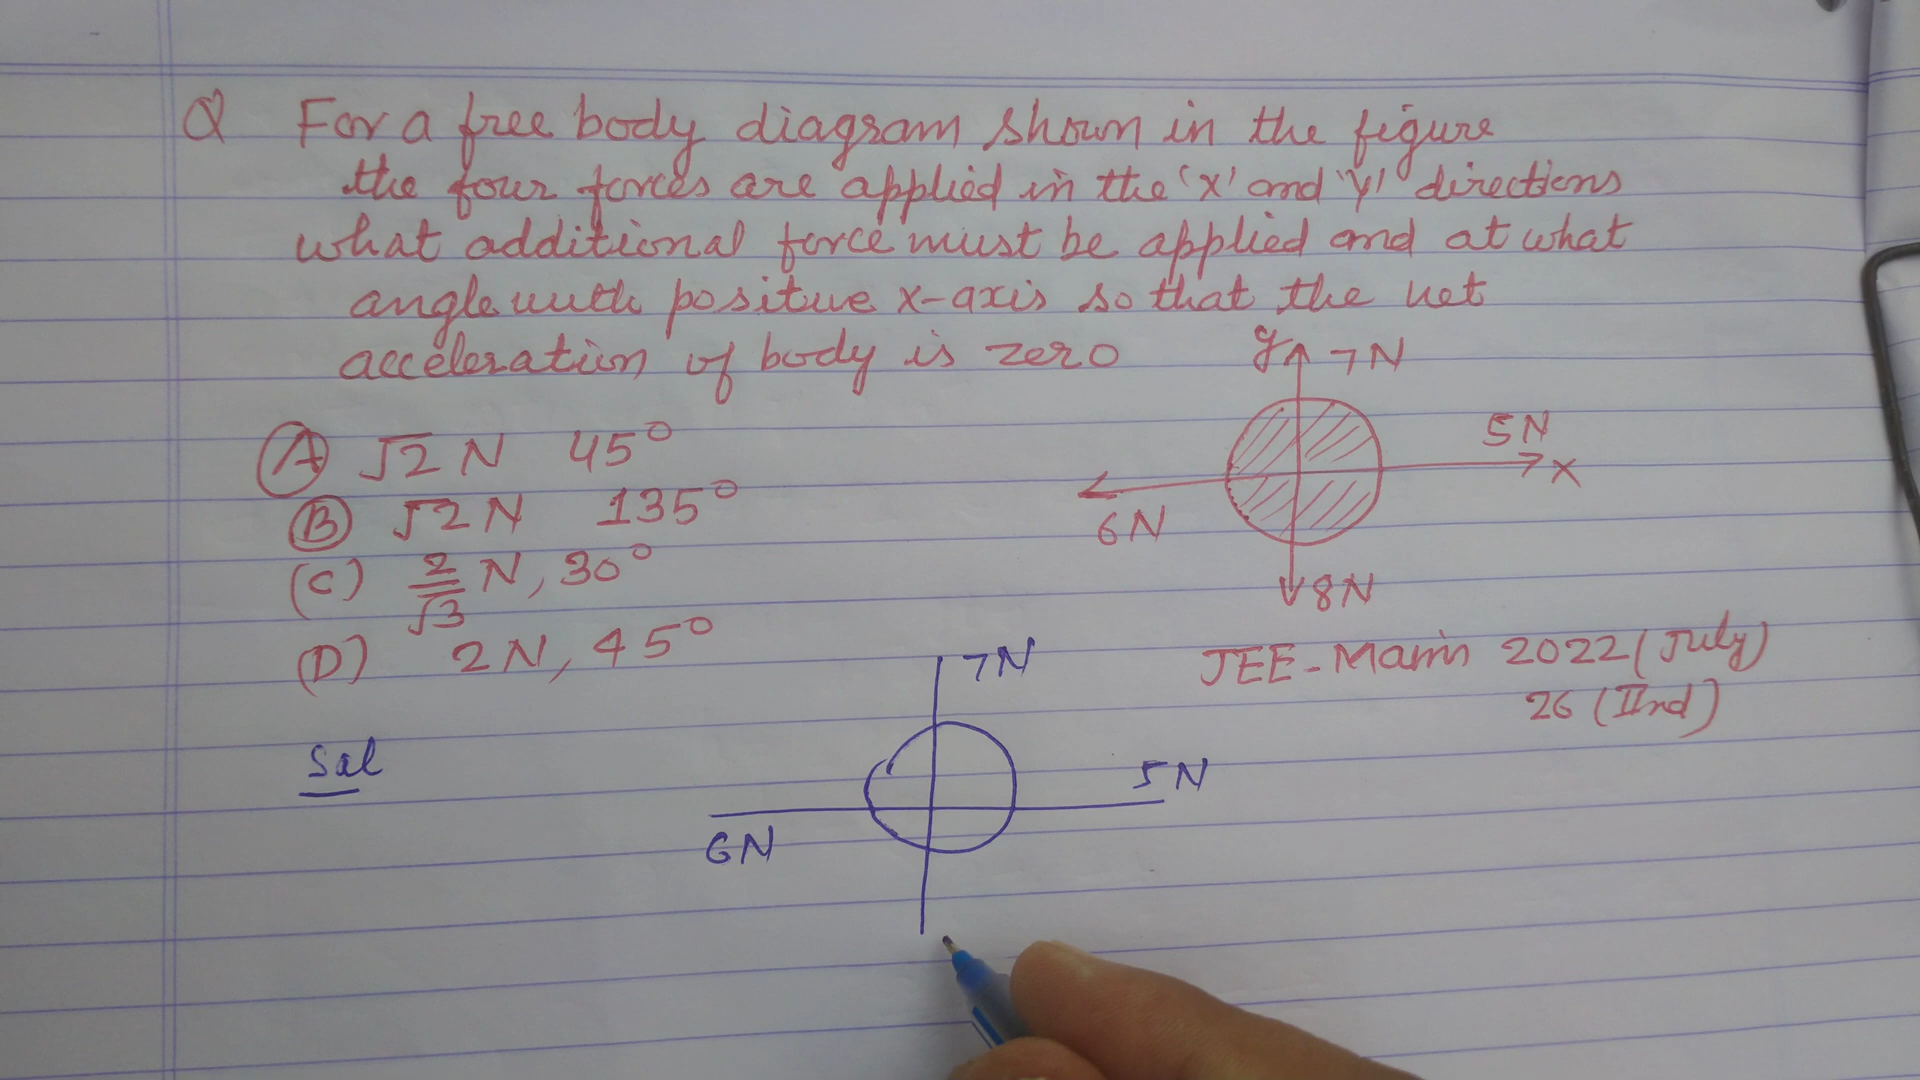 Q For a free body diagram shown in the figure
the four forces are applied in the 'x' and 'y' directions
what additional force must be applied and at what
angle with positive x-axis so that the net
acceleration of body is zero
y 7N
5N
x
6N
8N
(A) √2 N 45°
(B) √2 N 135°
(C) 2/√3 N, 30°
(D) 2N, 45°
JEE-Main 2022 (July)
26 (IInd)
Sol
7N
5N
6N